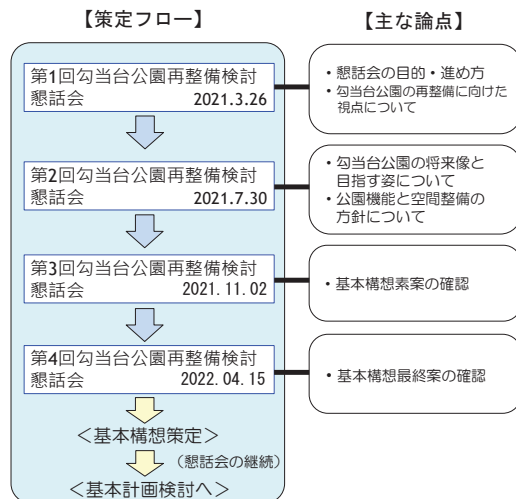 【策定フロー】
【主な論点】
第1回勾当台公園再整備検討
懇話会 2021.3.26
・懇話会の目的・進め方
・勾当台公園の再整備に向けた
視点について
第2回勾当台公園再整備検討
懇話会 2021.7.30
・勾当台公園の将来像と
目指す姿について
・公園機能と空間整備の
方針について
第3回勾当台公園再整備検討
懇話会 2021.11.02
・基本構想素案の確認
第4回勾当台公園再整備検討
懇話会 2022.04.15
・基本構想最終案の確認
＜基本構想策定＞
（懇話会の継続）
＜基本計画検討へ＞